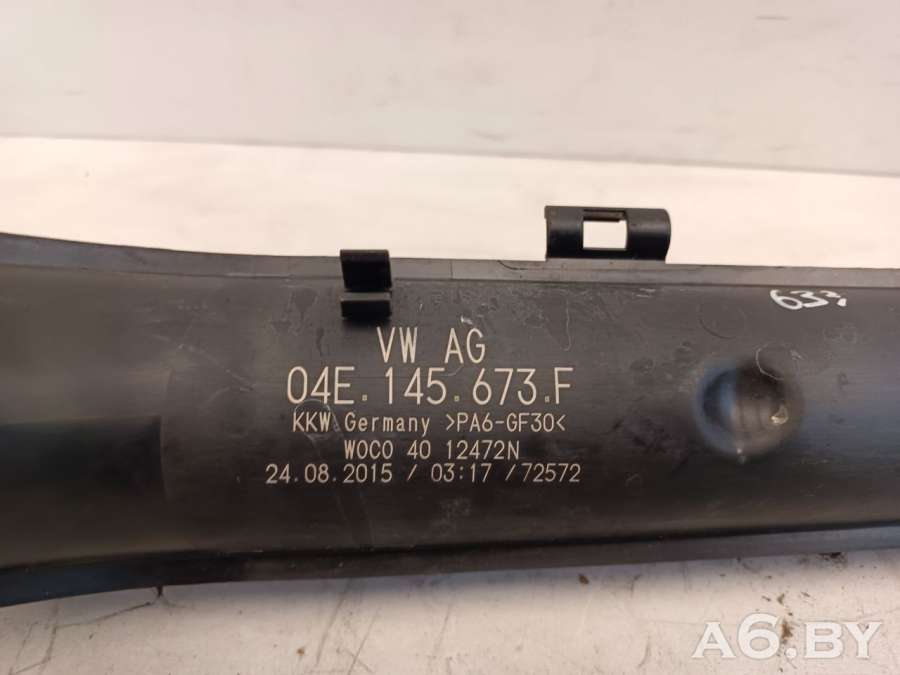 633
VW AG
04E.145.673.F
KKW Germany >PA6-GF30<
WOCO 40 12472N
24.08.2015 / 03:17 /72572
A6.BY